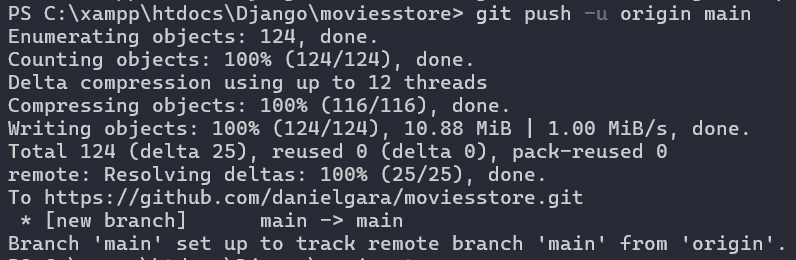 PS C:\xampp\htdocs\Django\moviesstore> git push -u origin main
Enumerating objects: 124, done.
Counting objects: 100% (124/124), done.
Delta compression using up to 12 threads
Compressing objects: 100% (116/116), done.
Writing objects: 100% (124/124), 10.88 MiB | 1.00 MiB/s, done.
Total 124 (delta 25), reused 0 (delta 0), pack-reused 0
remote: Resolving deltas: 100% (25/25), done.
To https://github.com/danielgara/moviesstore.git
 * [new branch]      main -> main
Branch 'main' set up to track remote branch 'main' from 'origin'.